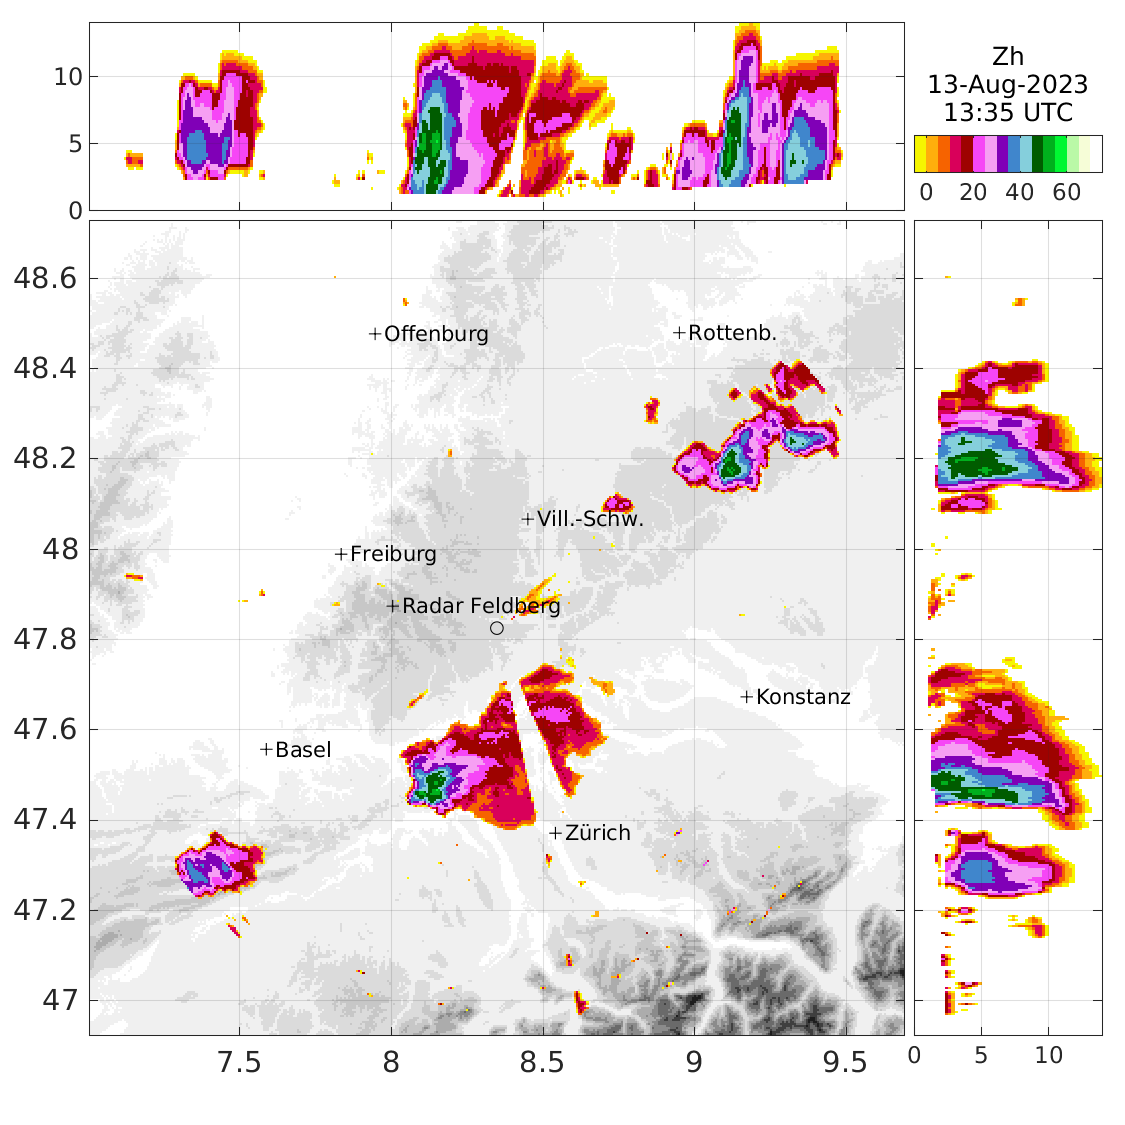 10
5
0
Zh
13-Aug-2023
13:35 UTC
0 20 40 60
48.6
48.4
48.2
48
47.8
47.6
47.4
47.2
47
Offenburg
Rottenb.
Vill.-Schw.
Freiburg
Radar Feldberg
Konstanz
Basel
Zürich
7.5 8 8.5 9 9.5
0 5 10